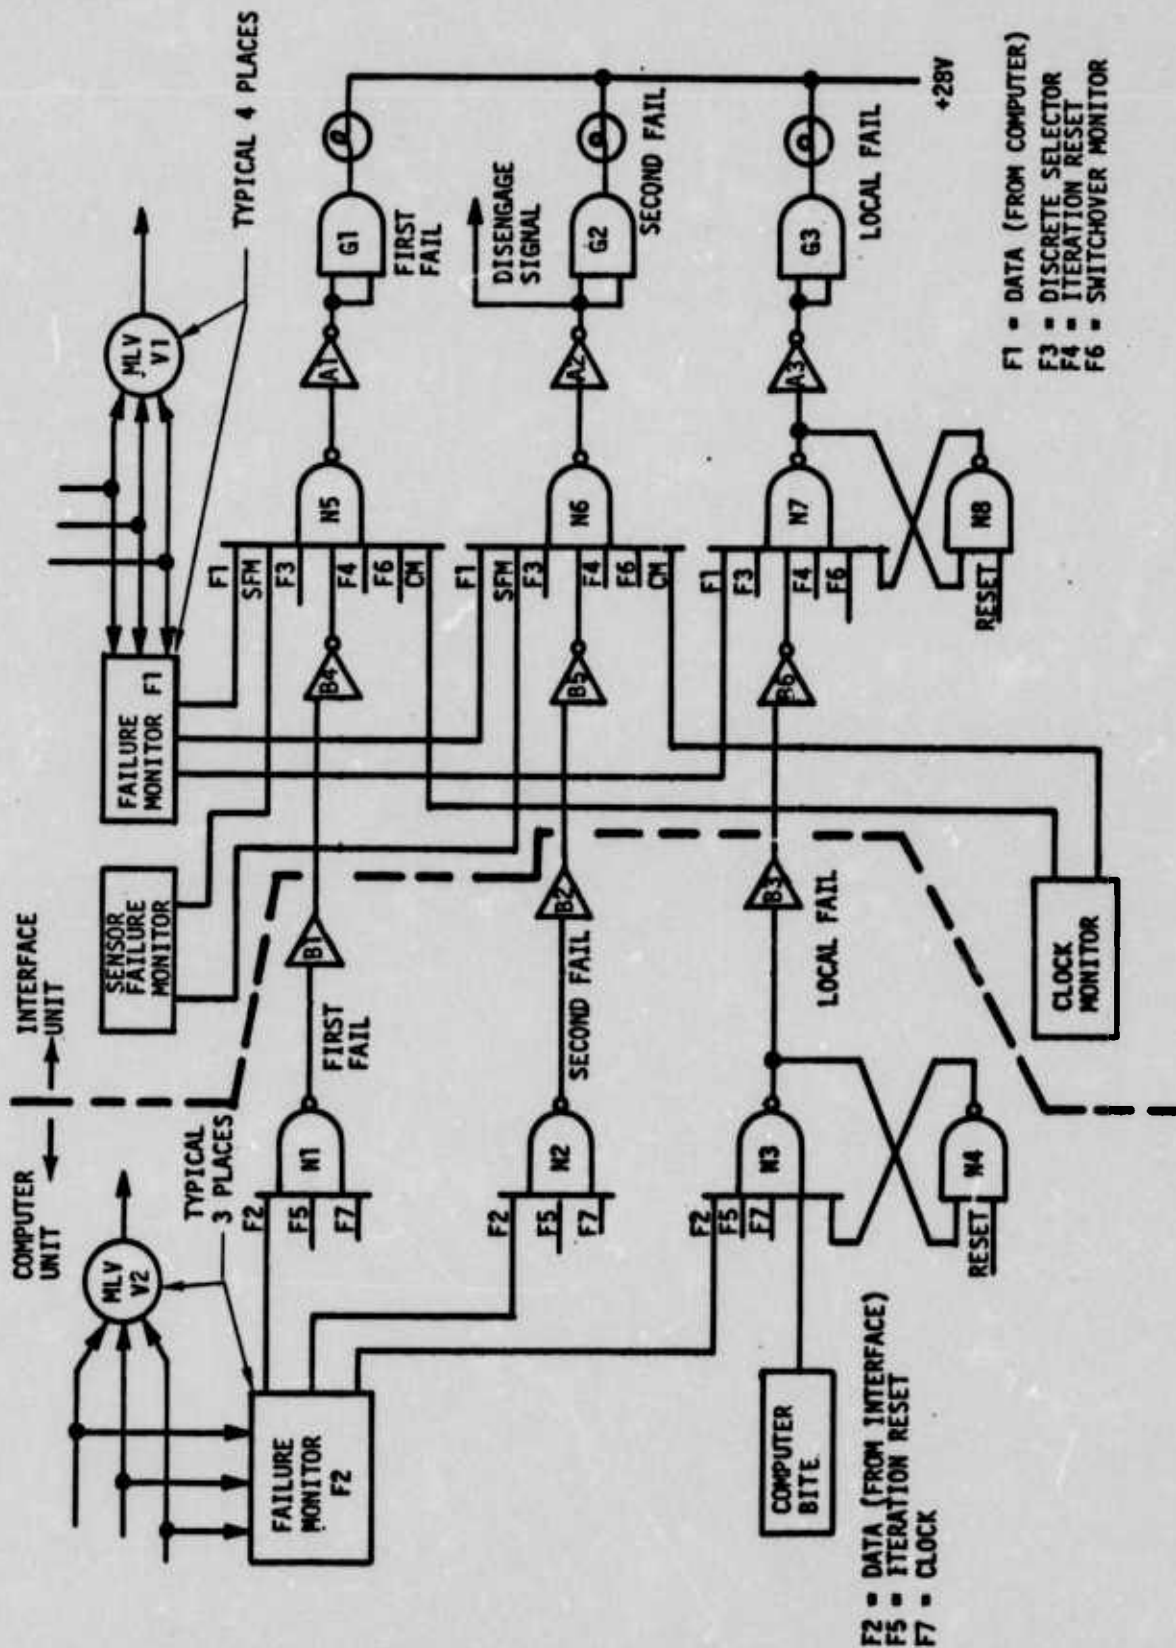 COMPUTER
UNIT
INTERFACE
UNIT
MLV
V2
TYPICAL
3 PLACES
FAILURE
MONITOR
F2
F2
F5
F7
N1
FIRST
FAIL
B1
F2
F5
F7
N2
SECOND FAIL
B2
F2
F5
F7
N3
LOCAL FAIL
B3
RESET
N4
COMPUTER
BITE
F2 = DATA (FROM INTERFACE)
F5 = ITERATION RESET
F7 = CLOCK
SENSOR
FAILURE
MONITOR
FAILURE
MONITOR F1
MLV
V1
TYPICAL 4 PLACES
B4
F1
SFM
F3
F4
F6
CM
N5
A1
G1
FIRST
FAIL
B5
F1
SFM
F3
F4
F6
CM
N6
A2
DISENGAGE
SIGNAL
G2
SECOND FAIL
B6
F1
F3
F4
F6
N7
A3
G3
LOCAL FAIL
RESET
N8
+28V
CLOCK
MONITOR
F1 = DATA (FROM COMPUTER)
F3 = DISCRETE SELECTOR
F4 = ITERATION RESET
F6 = SWITCHOVER MONITOR